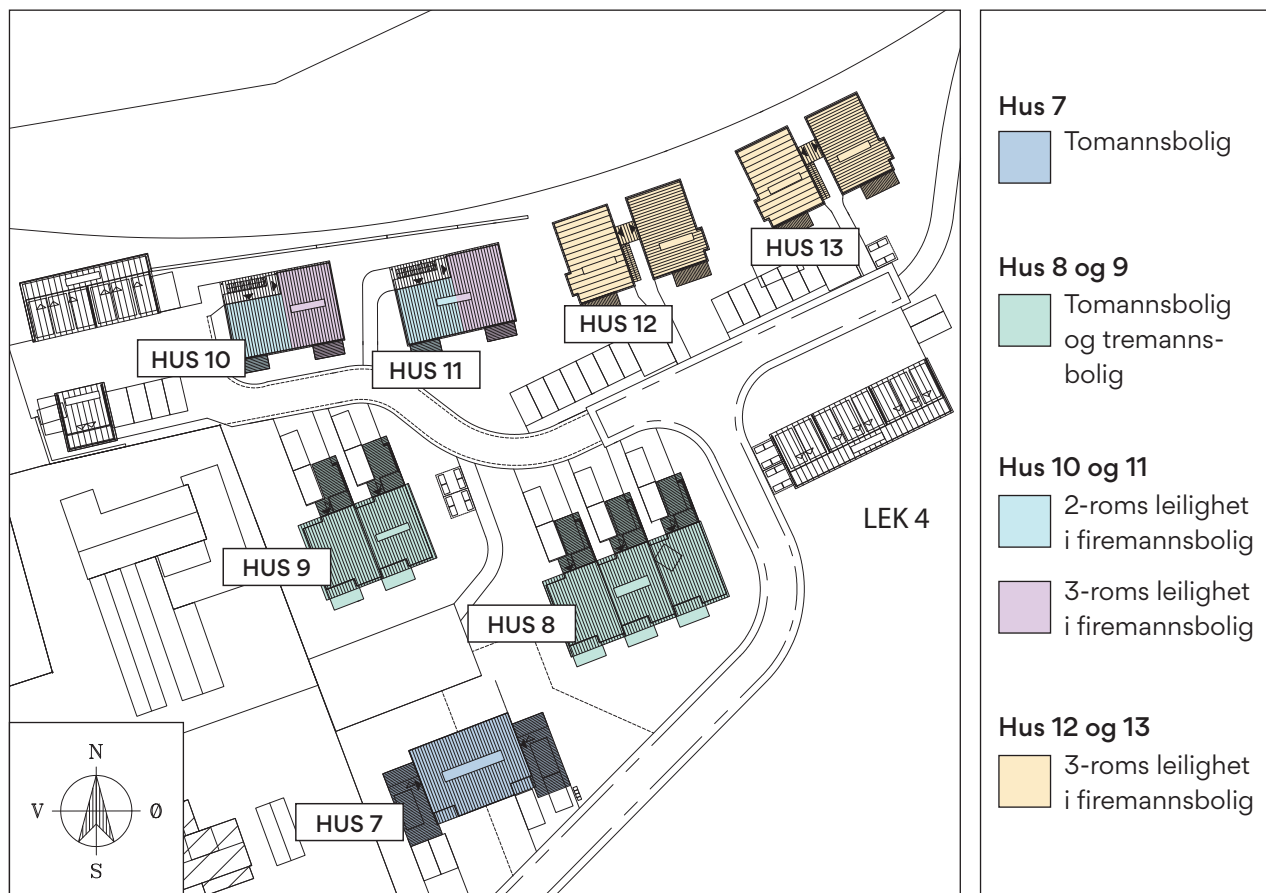 HUS 13
HUS 12
HUS 10
HUS 11
LEK 4
HUS 9
HUS 8
HUS 7
N
V
Ø
S
Hus 7
Tomannsbolig
Hus 8 og 9
Tomannsbolig
og tremanns-
bolig
Hus 10 og 11
2-roms leilighet
i firemannsbolig
3-roms leilighet
i firemannsbolig
Hus 12 og 13
3-roms leilighet
i firemannsbolig